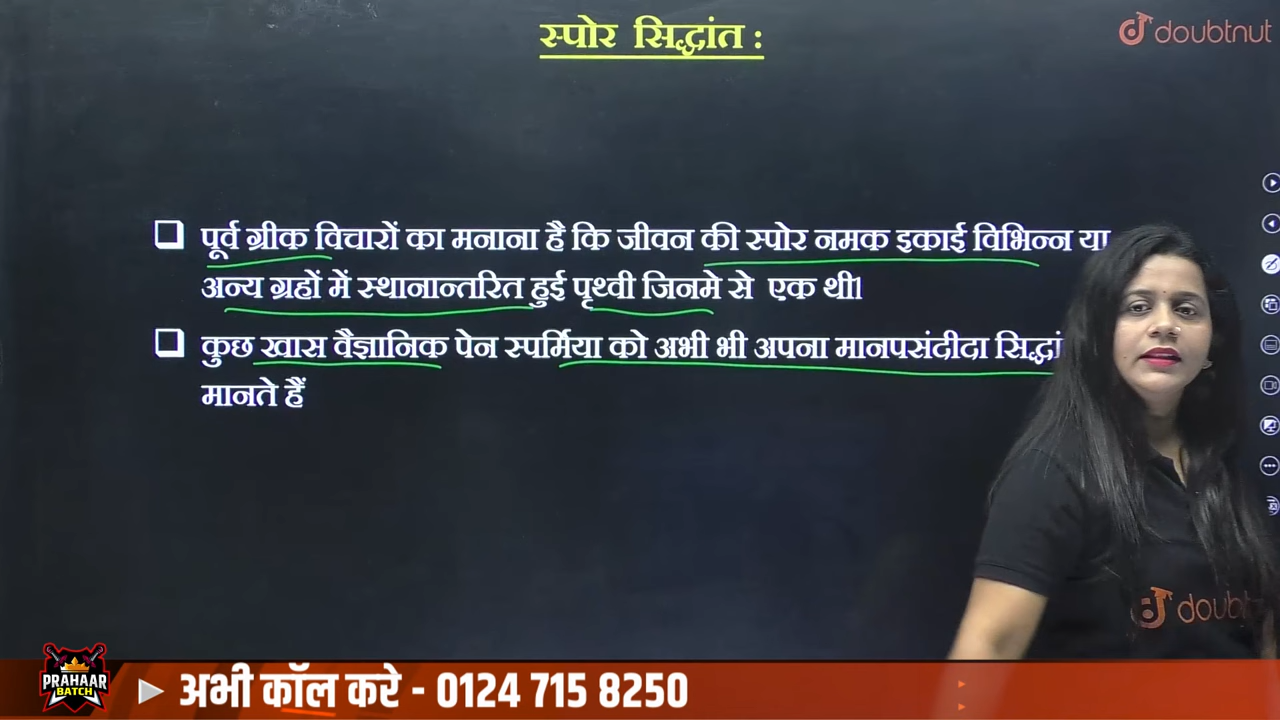 स्पोर सिद्धांत :
doubtnut
पूर्व ग्रीक विचारों का मनाना है कि जीवन की स्पोर नमक इकाई विभिन्न या
अन्य ग्रहों में स्थानान्तरित हुई पृथ्वी जिनमे से एक थी।
कुछ खास वैज्ञानिक पेन स्पर्मिया को अभी भी अपना मानपसंदीदा
मानते हैं
PRAHAAR
BATCH
अभी कॉल करे - 0124 715 8250